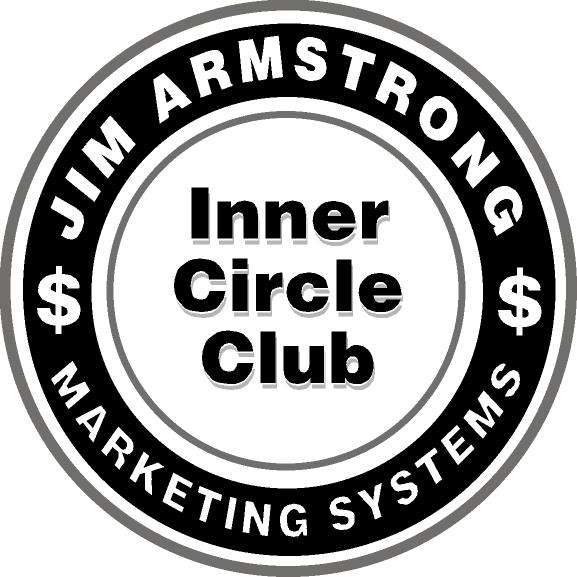 JIM ARMSTRONG
$ $
Inner
Circle
Club
MARKETING SYSTEMS